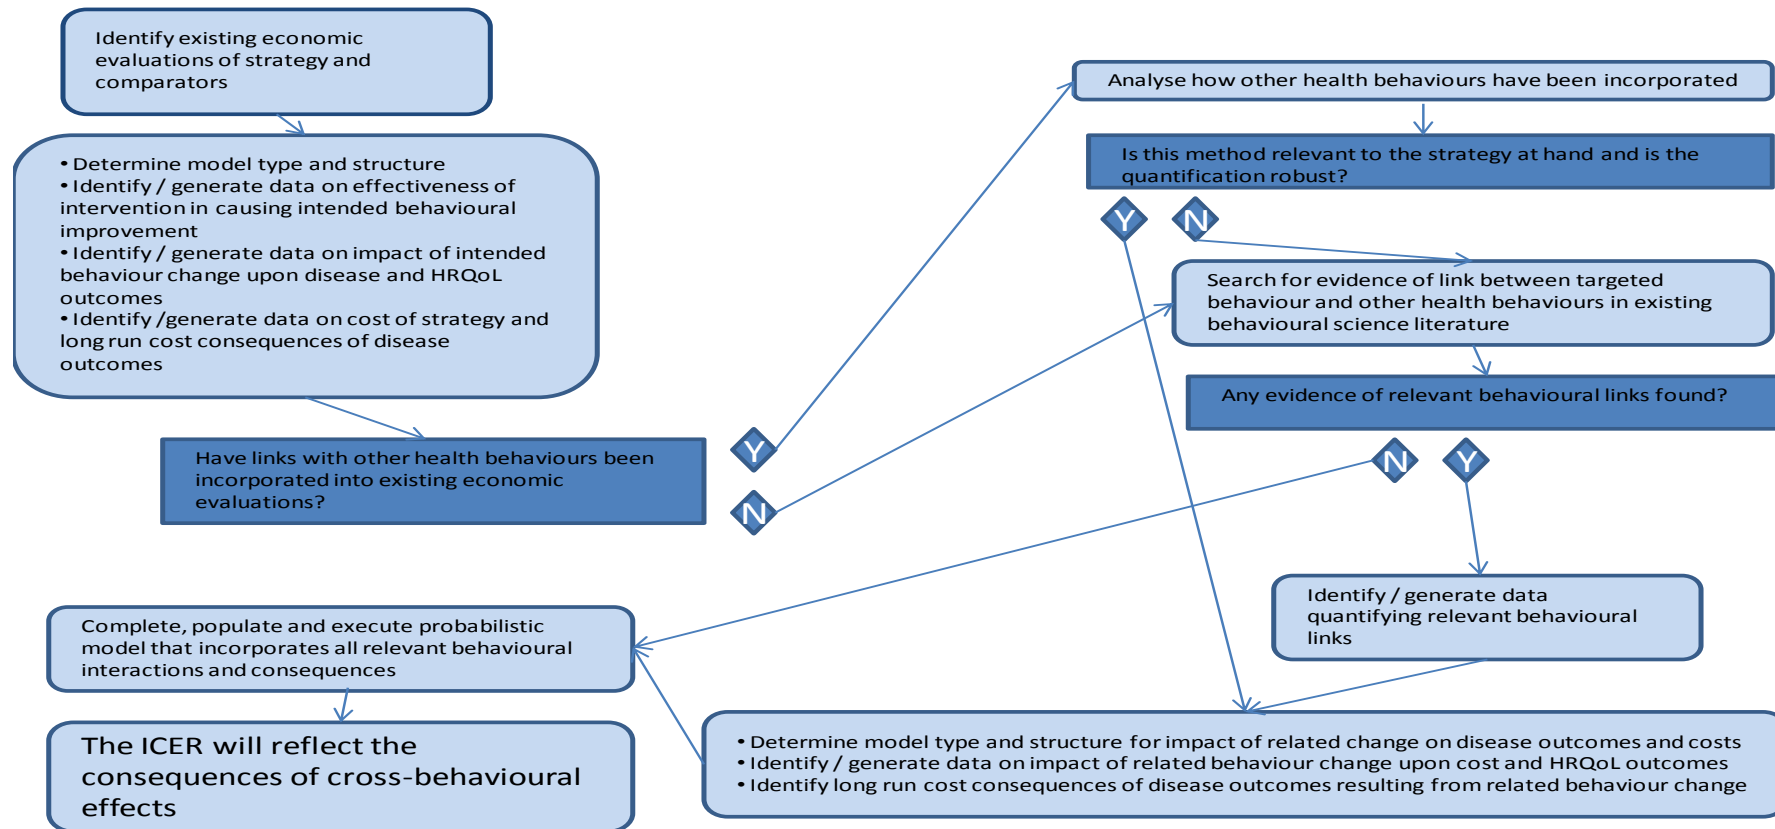 Identify existing economic
evaluations of strategy and
comparators
• Determine model type and structure
• Identify / generate data on effectiveness of
intervention in causing intended behavioural
improvement
• Identify / generate data on impact of intended
behaviour change upon disease and HRQoL
outcomes
• Identify /generate data on cost of strategy and
long run cost consequences of disease
outcomes
Have links with other health behaviours been
incorporated into existing economic
evaluations?
Y
N
Analyse how other health behaviours have been incorporated
Is this method relevant to the strategy at hand and is the
quantification robust?
Y
N
Search for evidence of link between targeted
behaviour and other health behaviours in existing
behavioural science literature
Any evidence of relevant behavioural links found?
N
Y
Identify / generate data
quantifying relevant behavioural
links
• Determine model type and structure for impact of related change on disease outcomes and costs
• Identify / generate data on impact of related behaviour change upon cost and HRQoL outcomes
• Identify long run cost consequences of disease outcomes resulting from related behaviour change
Complete, populate and execute probabilistic
model that incorporates all relevant behavioural
interactions and consequences
The ICER will reflect the
consequences of cross-behavioural
effects